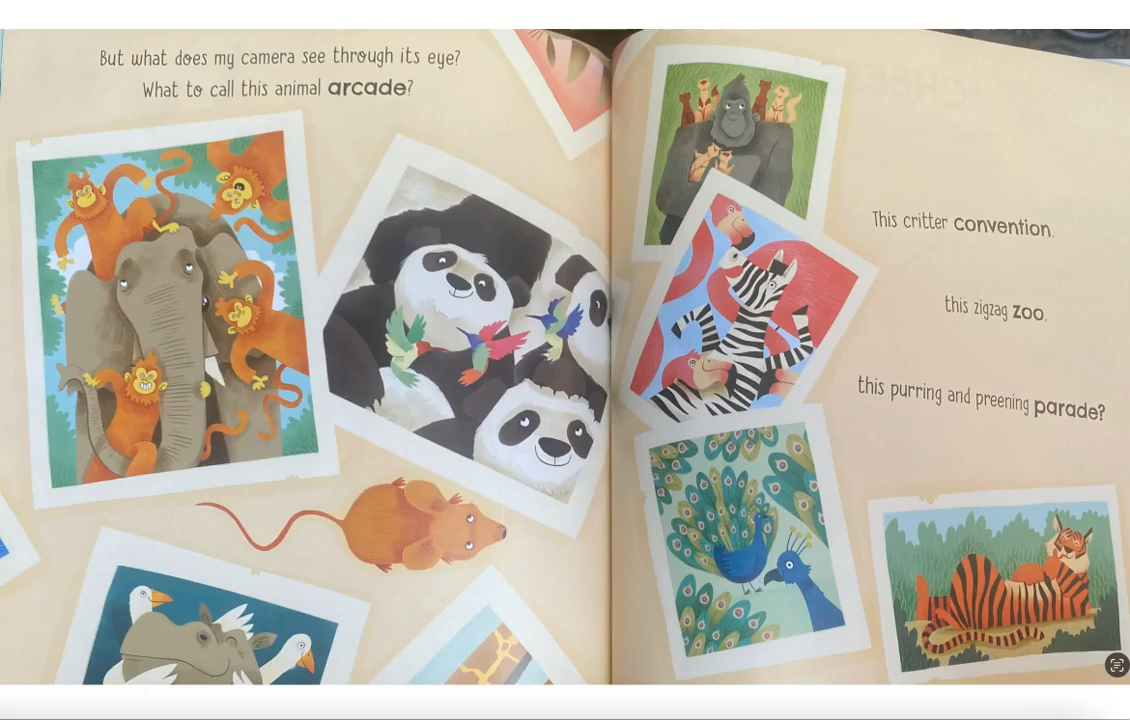 But what does my camera see through its eye?
What to call this animal arcade?
This critter convention,
this zigzag zoo,
this purring and preening parade?